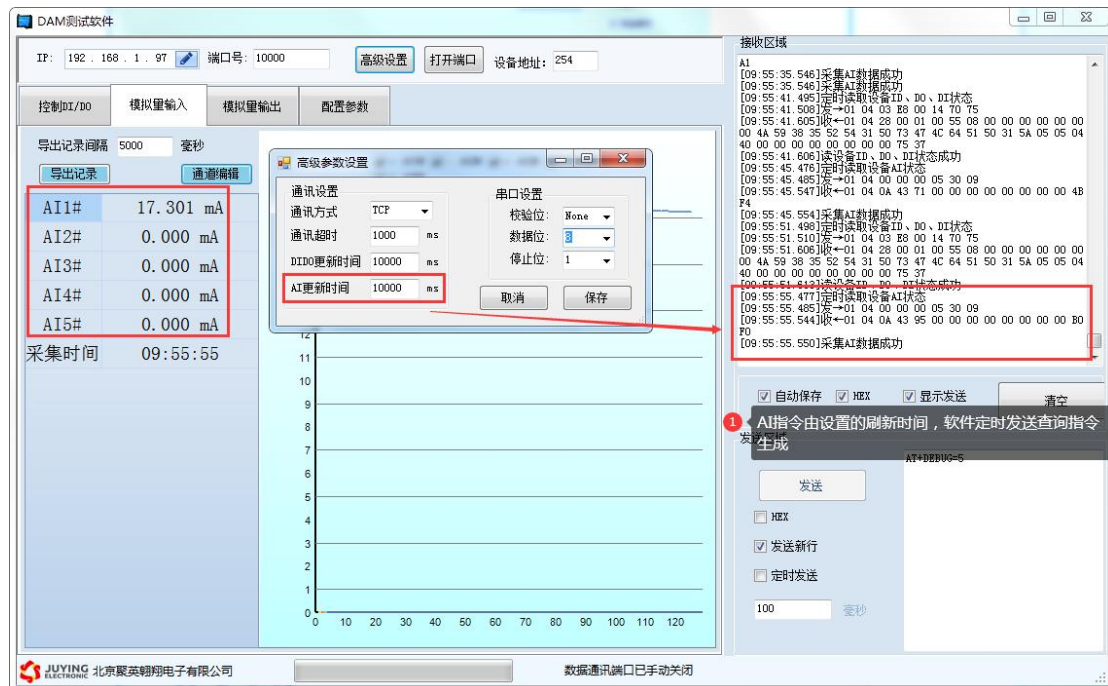 DAM测试软件
IP: 192 . 168 . 1 . 97 端口号: 10000 高级设置 打开端口 设备地址: 254
控制DI/DO 模拟量输入 模拟量输出 配置参数
导出记录间隔 5000 毫秒
导出记录 通道编辑
AI1# 17.301 mA
AI2# 0.000 mA
AI3# 0.000 mA
AI4# 0.000 mA
AI5# 0.000 mA
采集时间 09:55:55
高级参数设置
通讯设置
通讯方式 TCP
通讯超时 1000 ms
DIDO更新时间 10000 ms
AI更新时间 10000 ms
串口设置
校验位: None
数据位: 8
停止位: 1
取消 保存
12
11
10
9
8
7
6
5
4
3
2
1
0
0 10 20 30 40 50 60 70 80 90 100 110 120
接收区域
A1
[09:55:35.546]采集AI数据成功
[09:55:35.546]采集AI数据成功
[09:55:41.495]定时读取设备ID、DO、DI状态
[09:55:41.508]发→01 04 03 E8 00 14 70 75
[09:55:41.605]收←01 04 28 00 01 00 55 08 00 00 00 00 00 00
00 4A 59 38 35 52 54 31 50 73 47 4C 64 51 50 31 5A 05 05 04
40 00 00 00 00 00 00 00 00 75 37
[09:55:41.606]读设备ID、DO、DI状态成功
[09:55:45.476]定时读取设备AI状态
[09:55:45.485]发→01 04 00 00 00 05 30 09
[09:55:45.547]收←01 04 0A 43 71 00 00 00 00 00 00 00 00 4B
F4
[09:55:45.554]采集AI数据成功
[09:55:51.498]定时读取设备ID、DO、DI状态
[09:55:51.510]发→01 04 03 E8 00 14 70 75
[09:55:51.606]收←01 04 28 00 01 00 55 08 00 00 00 00 00 00
00 4A 59 38 35 52 54 31 50 73 47 4C 64 51 50 31 5A 05 05 04
40 00 00 00 00 00 00 00 00 75 37
[09:55:51.613]读设备ID、DO、DI状态成功
[09:55:55.477]定时读取设备AI状态
[09:55:55.485]发→01 04 00 00 00 05 30 09
[09:55:55.544]收←01 04 0A 43 95 00 00 00 00 00 00 00 00 B0
F0
[09:55:55.550]采集AI数据成功
自动保存 HEX 显示发送 清空
1 AI指令由设置的刷新时间，软件定时发送查询指令
生成
AT+DEBUG=5
发送
HEX
发送新行
定时发送
100 毫秒
JUYING ELECTRONIC 北京聚英翱翔电子有限公司 数据通讯端口已手动关闭